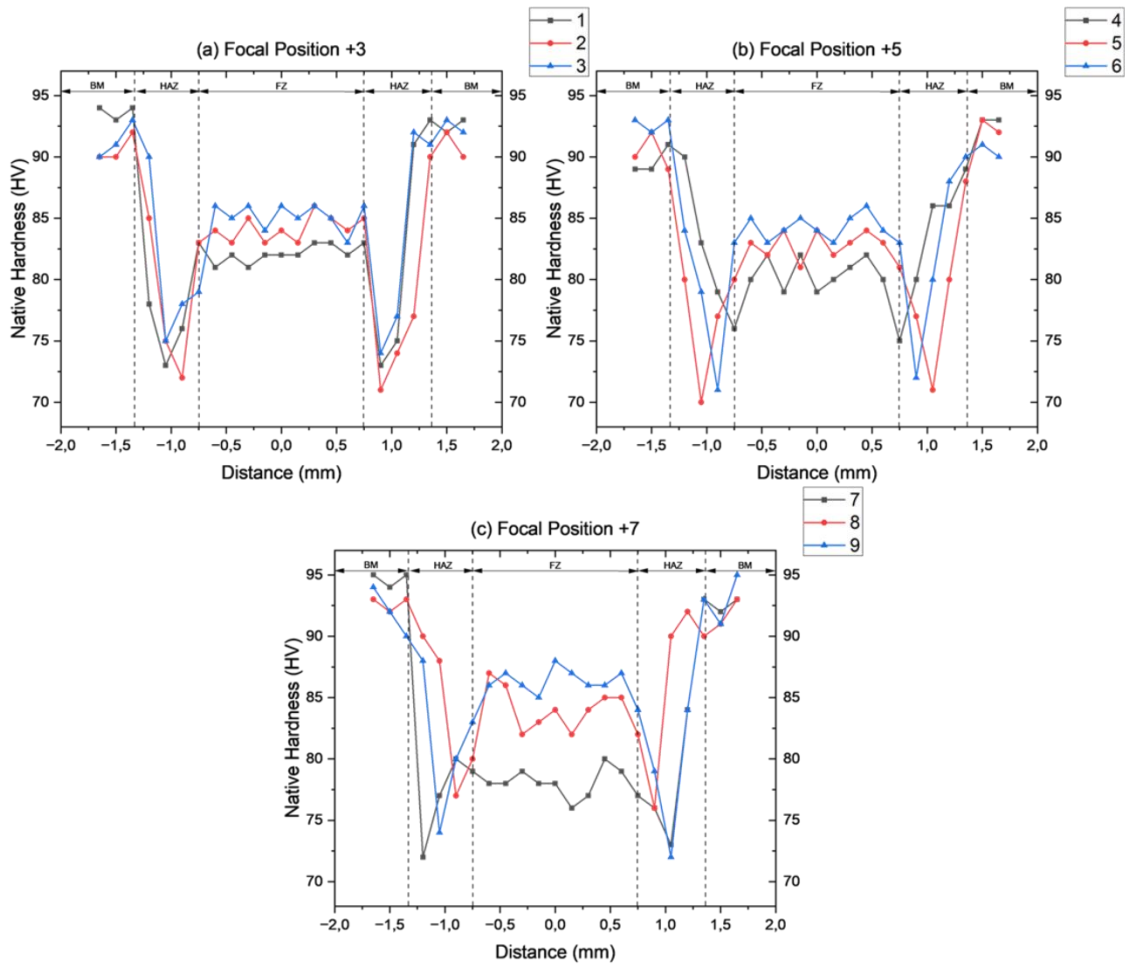 1
2
3
(a) Focal Position +3
BM
HAZ
FZ
HAZ
BM
95
90
85
80
75
70
95
90
85
80
75
70
Native Hardness (HV)
−2,0 −1,5 −1,0 −0,5 0,0 0,5 1,0 1,5 2,0
Distance (mm)
4
5
6
(b) Focal Position +5
BM
HAZ
FZ
HAZ
BM
95
90
85
80
75
70
95
90
85
80
75
70
Native Hardness (HV)
−2,0 −1,5 −1,0 −0,5 0,0 0,5 1,0 1,5 2,0
Distance (mm)
7
8
9
(c) Focal Position +7
BM
HAZ
FZ
HAZ
BM
95
90
85
80
75
70
95
90
85
80
75
70
Native Hardness (HV)
−2,0 −1,5 −1,0 −0,5 0,0 0,5 1,0 1,5 2,0
Distance (mm)